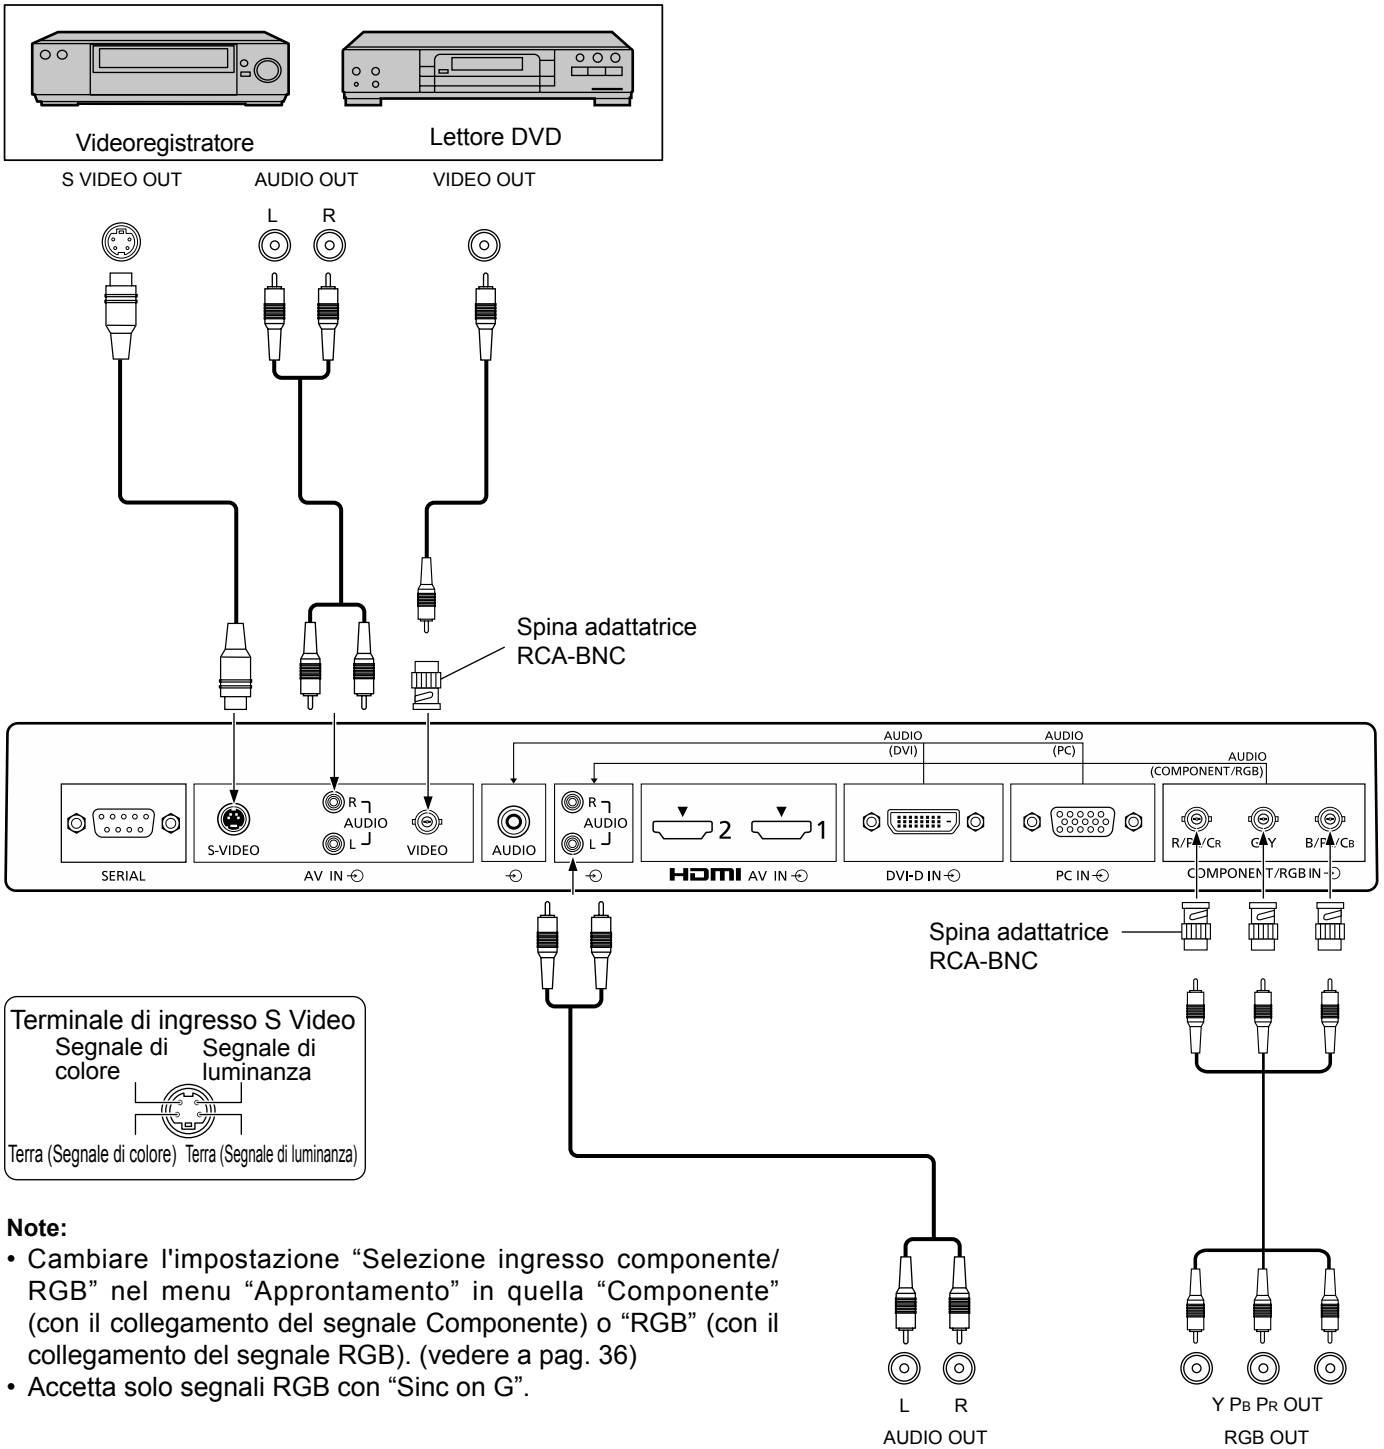 Videoregistratore
Lettore DVD
S VIDEO OUT
AUDIO OUT
VIDEO OUT
L
R
Spina adattatrice
RCA-BNC
AUDIO
(DVI)
AUDIO
(PC)
AUDIO
(COMPONENT/RGB)
R
AUDIO
L
R
AUDIO
L
2
1
S-VIDEO
VIDEO
AUDIO
R/PR/CR
G/Y
B/PB/CB
SERIAL
AV IN
HDMI AV IN
DVI-D IN
PC IN
COMPONENT/RGB IN
Spina adattatrice
RCA-BNC
Terminale di ingresso S Video
Segnale di
colore
Segnale di
luminanza
Terra (Segnale di colore)
Terra (Segnale di luminanza)
Note:
• Cambiare l'impostazione “Selezione ingresso componente/
RGB” nel menu “Approntamento” in quella “Componente”
(con il collegamento del segnale Componente) o “RGB” (con il
collegamento del segnale RGB). (vedere a pag. 36)
• Accetta solo segnali RGB con “Sinc on G”.
L
R
AUDIO OUT
Y PB PR OUT
RGB OUT